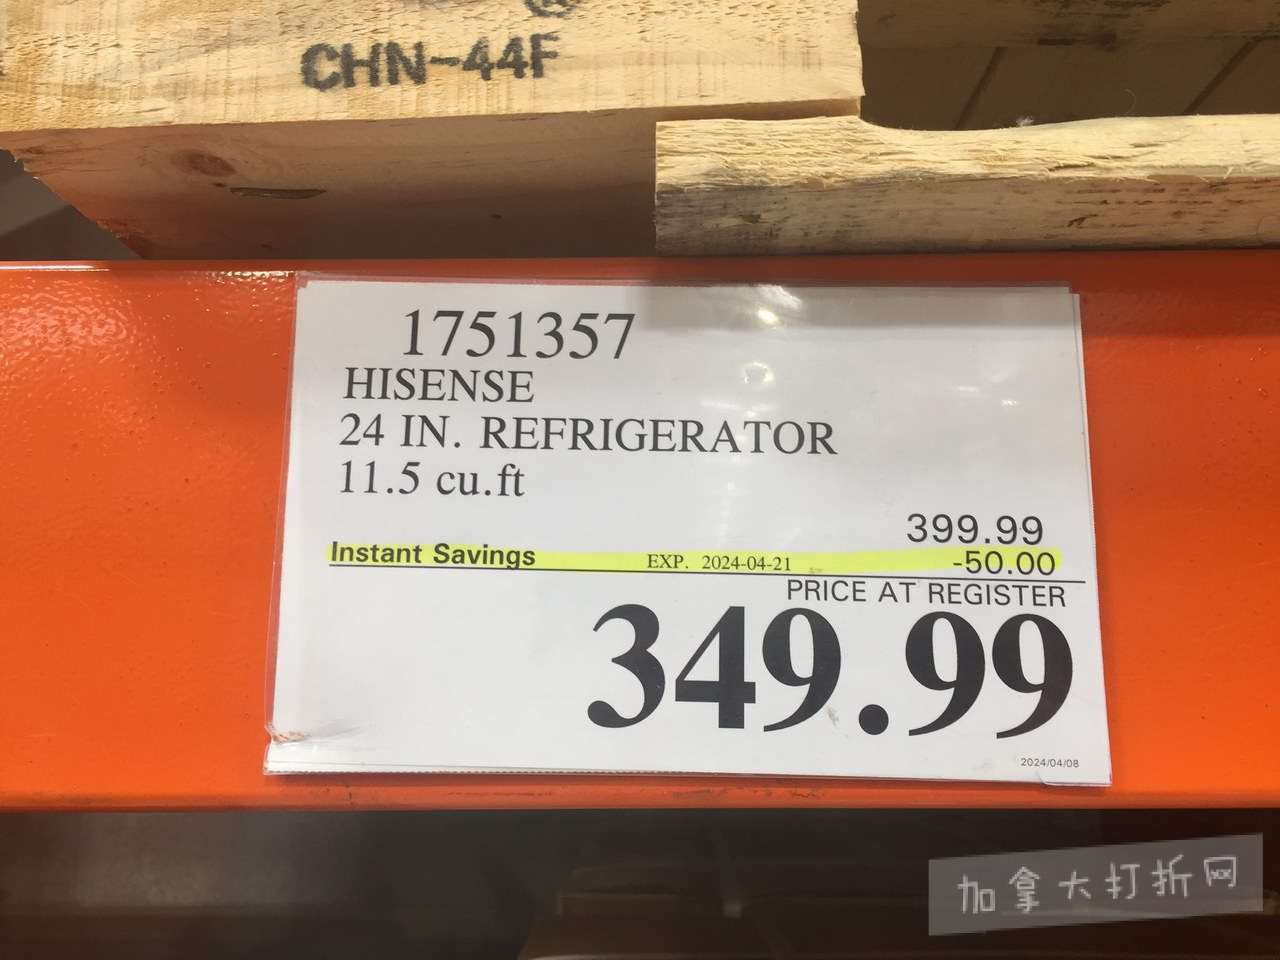 CHN-44F
1751357
HISENSE
24 IN. REFRIGERATOR
11.5 cu.ft
399.99
Instant Savings EXP. 2024-04-21 -50.00
PRICE AT REGISTER
349.99
2024/04/08
加拿大打折网